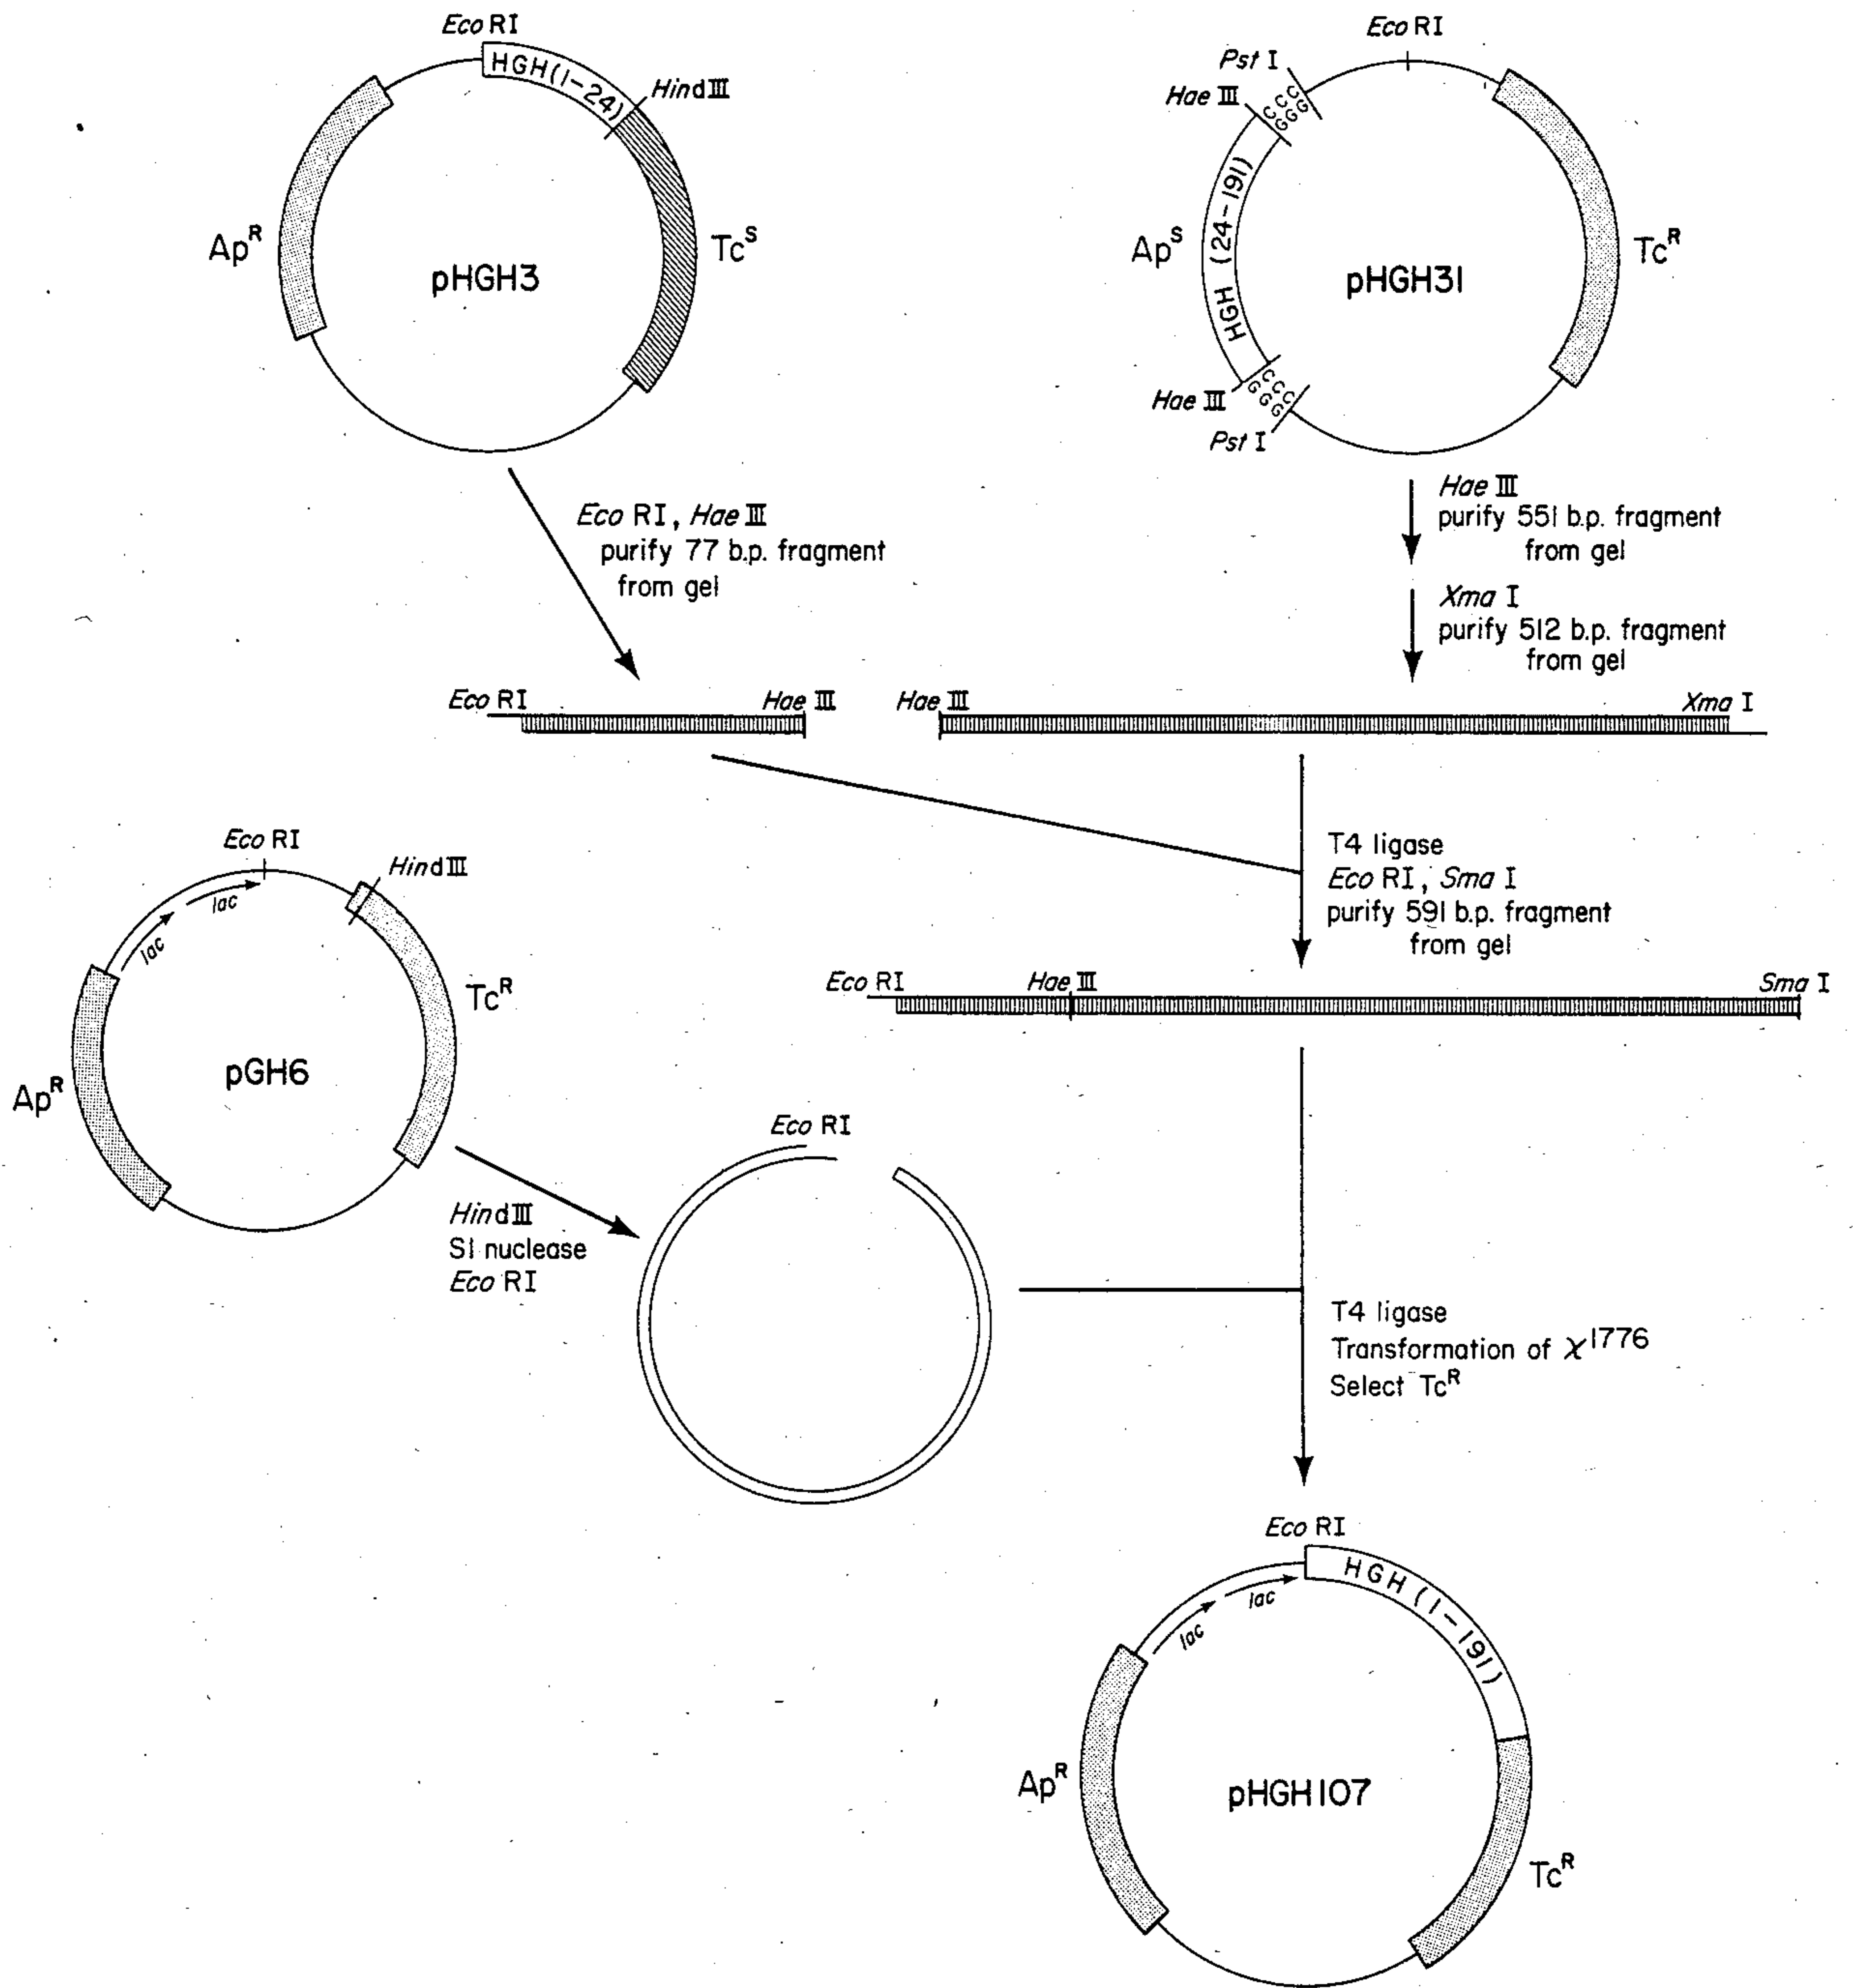 Eco RI
HGH(1-24)
Hind III
Ap^R
Tc^S
pHGH3
Eco RI
Pst I
Hae III
CCC
GGG
Ap^S
HGH (24-191)
Tc^R
pHGH31
Hae III
CCC
GGG
Pst I
Eco RI, Hae III
purify 77 b.p. fragment
from gel
Hae III
purify 551 b.p. fragment
from gel
Xma I
purify 512 b.p. fragment
from gel
Eco RI
Hae III
Hae III
Xma I
T4 ligase
Eco RI, Sma I
purify 591 b.p. fragment
from gel
Eco RI
Hind III
lac
lac
Tc^R
Ap^R
pGH6
Eco RI
Hae III
Sma I
Hind III
S1 nuclease
Eco RI
Eco RI
T4 ligase
Transformation of χ1776
Select Tc^R
Eco RI
HGH (1-191)
lac
lac
Ap^R
pHGH107
Tc^R